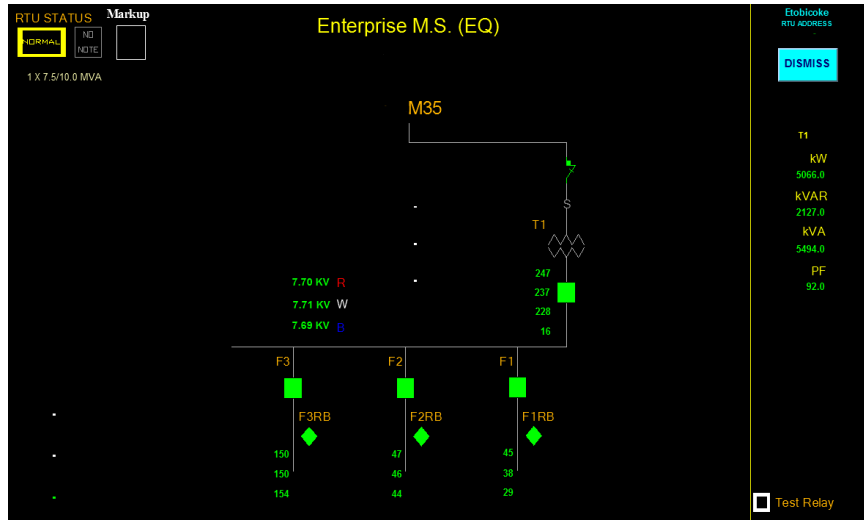 RTU STATUS
Markup
NORMAL
NO
NOTE
1 X 7.5/10.0 MVA
Enterprise M.S. (EQ)
Etobicoke
RTU ADDRESS
DISMISS
M35
S
T1
247
237
228
16
7.70 KV R
7.71 KV W
7.69 KV B
F3
F2
F1
F3RB
F2RB
F1RB
150
150
154
47
46
44
45
38
29
T1
kW
5066.0
kVAR
2127.0
kVA
5494.0
PF
92.0
Test Relay